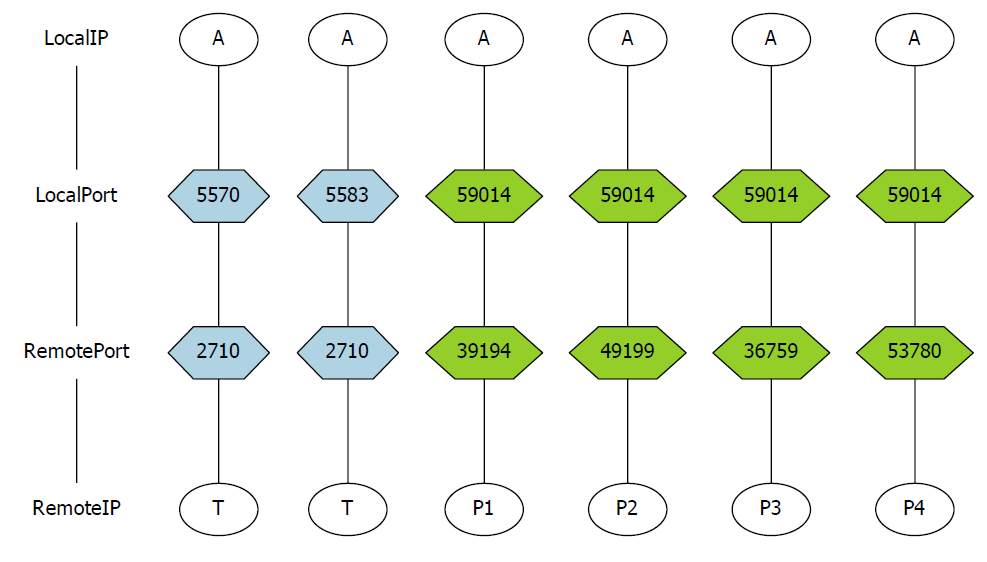 LocalIP A A A A A A
LocalPort 5570 5583 59014 59014 59014 59014
RemotePort 2710 2710 39194 49199 36759 53780
RemoteIP T T P1 P2 P3 P4